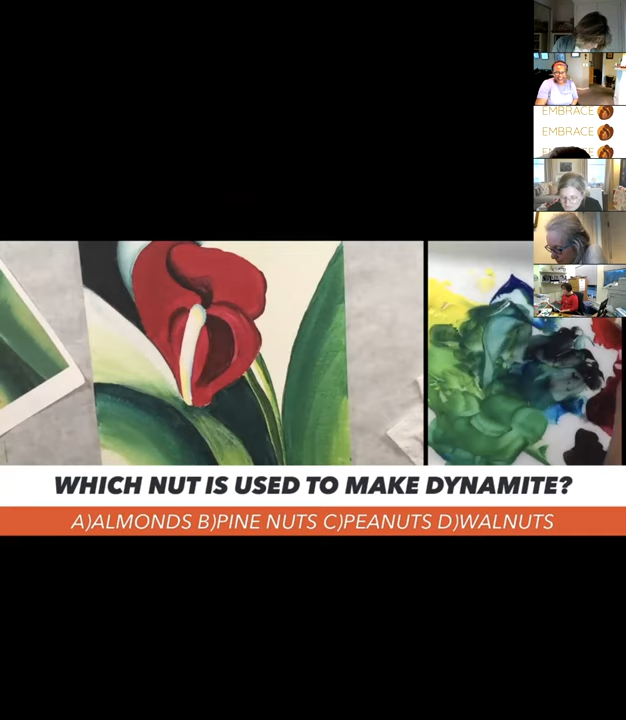 EMBRACE
EMBRACE
WHICH NUT IS USED TO MAKE DYNAMITE?
A)ALMONDS B)PINE NUTS C)PEANUTS D)WALNUTS